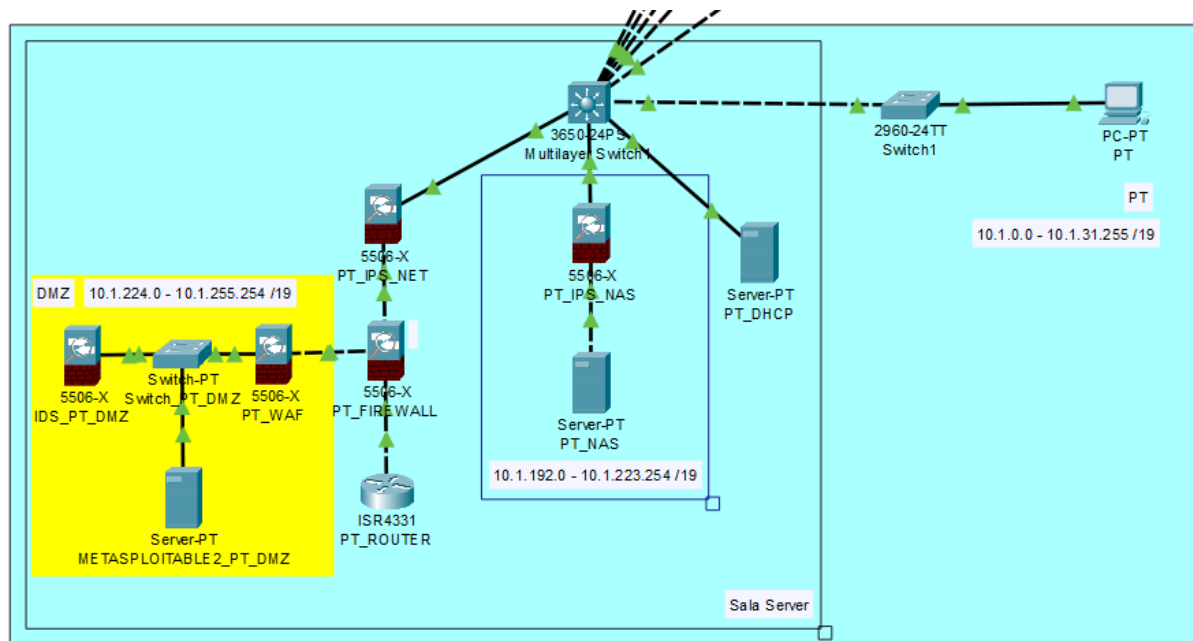 3650-24PS
Multilayer Switch1
2960-24TT
Switch1
PC-PT
PT
PT
10.1.0.0 - 10.1.31.255 /19
5506-X
PT_IPS_NET
5506-X
PT_IPS_NAS
Server-PT
PT_DHCP
DMZ
10.1.224.0 - 10.1.255.254 /19
5506-X
IDS_PT_DMZ
Switch-PT
Switch_PT_DMZ
5506-X
PT_WAF
5506-X
PT_FIREWALL
Server-PT
PT_NAS
10.1.192.0 - 10.1.223.254 /19
Server-PT
METASPLOITABLE2_PT_DMZ
ISR4331
PT_ROUTER
Sala Server